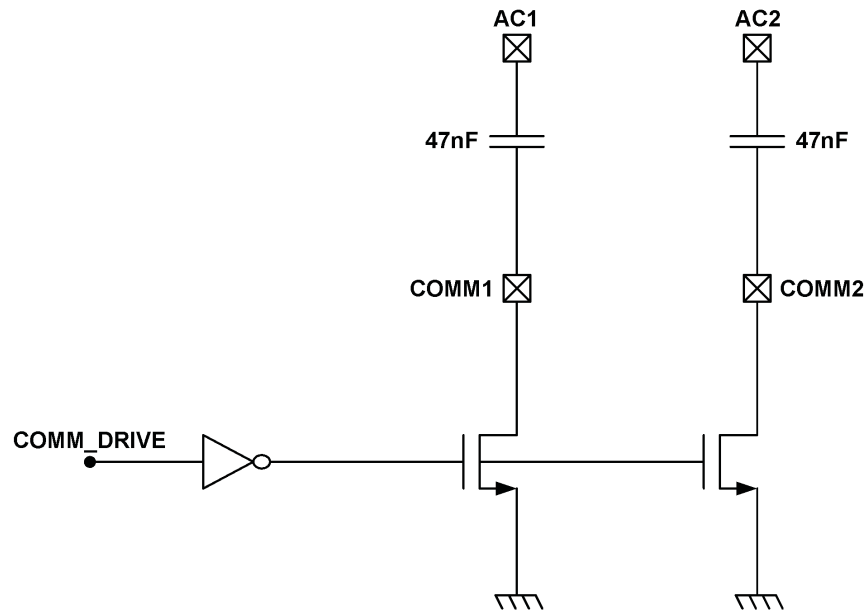 AC1
AC2
47nF
47nF
COMM1
COMM2
COMM_DRIVE